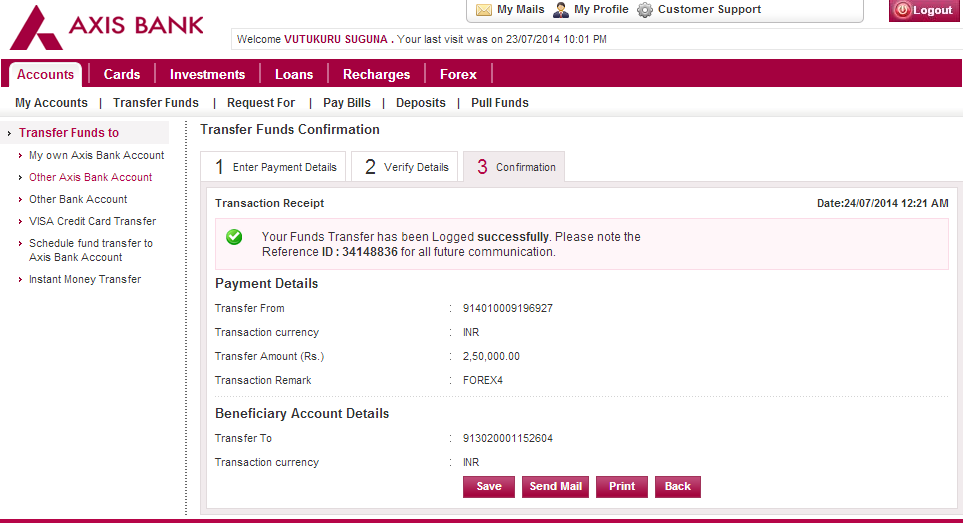 AXIS BANK
My Mails My Profile Customer Support
Logout
Welcome VUTUKURU SUGUNA . Your last visit was on 23/07/2014 10:01 PM
Accounts Cards Investments Loans Recharges Forex
My Accounts | Transfer Funds | Request For | Pay Bills | Deposits | Pull Funds
Transfer Funds to
My own Axis Bank Account
Other Axis Bank Account
Other Bank Account
VISA Credit Card Transfer
Schedule fund transfer to
Axis Bank Account
Instant Money Transfer
Transfer Funds Confirmation
1 Enter Payment Details 2 Verify Details 3 Confirmation
Transaction Receipt Date:24/07/2014 12:21 AM
Your Funds Transfer has been Logged successfully. Please note the
Reference ID : 34148836 for all future communication.
Payment Details
Transfer From : 914010009196927
Transaction currency : INR
Transfer Amount (Rs.) : 2,50,000.00
Transaction Remark : FOREX4
Beneficiary Account Details
Transfer To : 913020001152604
Transaction currency : INR
Save Send Mail Print Back